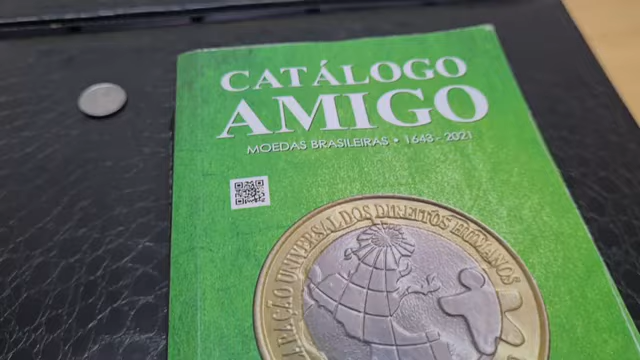 CATÁLOGO
AMIGO
MOEDAS BRASILEIRAS • 1643 - 2021
UNIVERSAL DOS DIREITOS HUMANOS